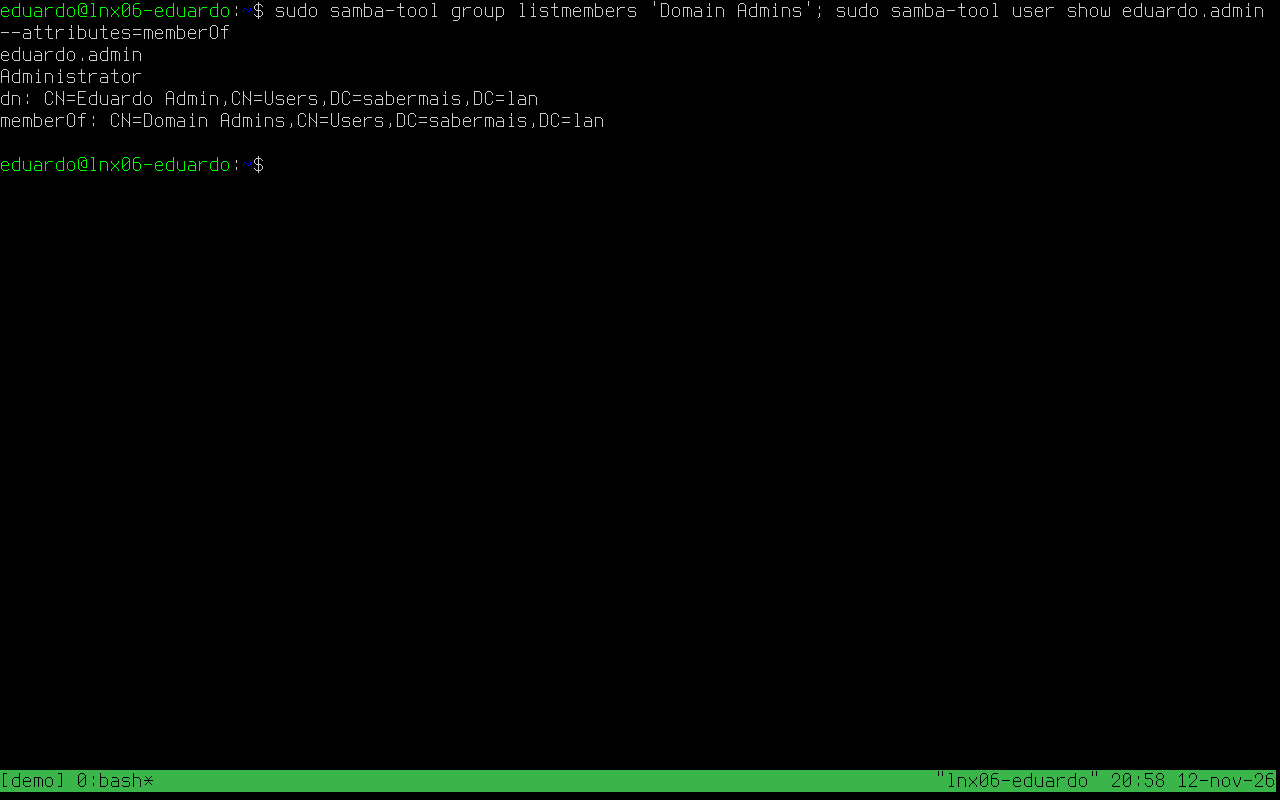 eduardo@lnx06-eduardo:~$ sudo samba-tool group listmembers 'Domain Admins'; sudo samba-tool user show eduardo.admin
--attributes=memberOf
eduardo.admin
Administrator
dn: CN=Eduardo Admin,CN=Users,DC=sabermais,DC=lan
memberOf: CN=Domain Admins,CN=Users,DC=sabermais,DC=lan
eduardo@lnx06-eduardo:~$
[demo] 0:bash* "lnx06-eduardo" 20:58 12-nov-26